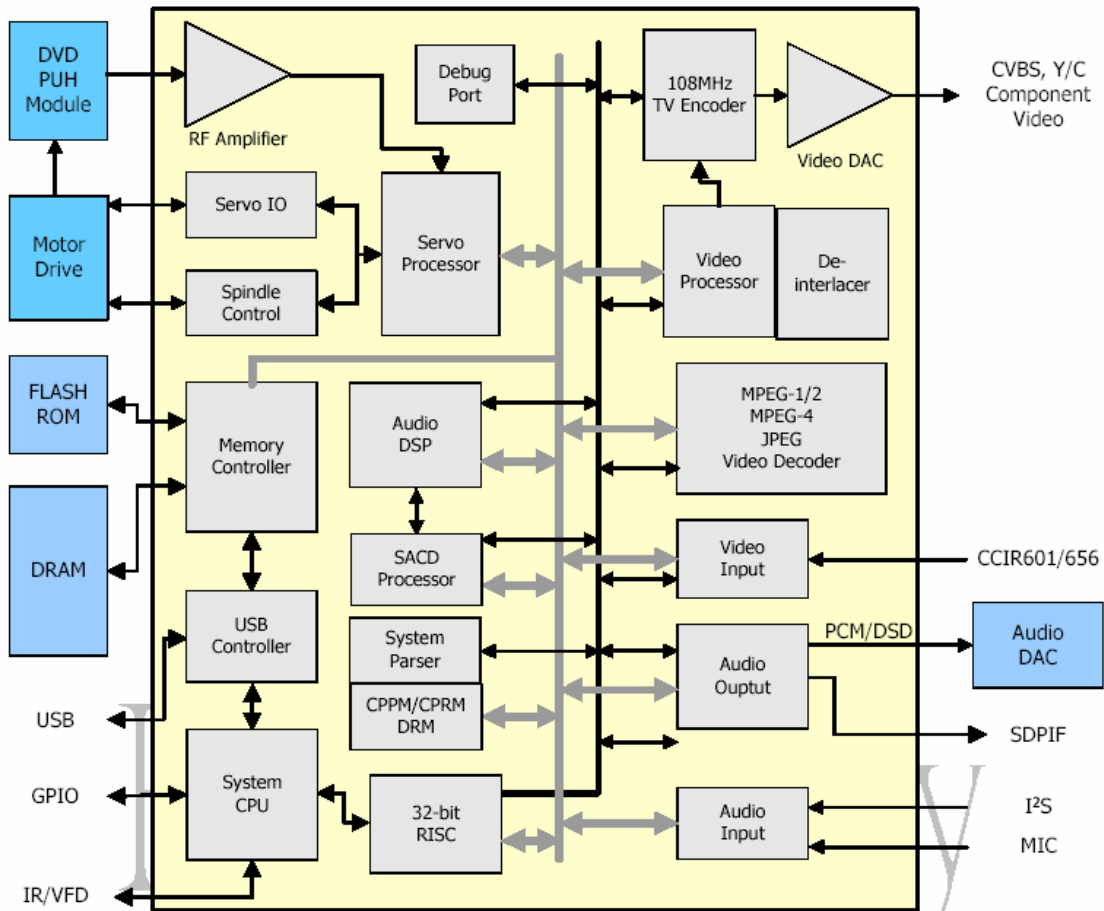 DVD
PUH
Module
RF Amplifier
Debug
Port
108MHz
TV Encoder
Video DAC
CVBS, Y/C
Component
Video
Motor
Drive
Servo IO
Spindle
Control
Servo
Processor
Video
Processor
De-
interlacer
FLASH
ROM
DRAM
Memory
Controller
Audio
DSP
MPEG-1/2
MPEG-4
JPEG
Video Decoder
SACD
Processor
Video
Input
CCIR601/656
USB
Controller
System
Parser
CPPM/CPRM
DRM
Audio
Ouptut
PCM/DSD
Audio
DAC
SDPIF
USB
GPIO
IR/VFD
System
CPU
32-bit
RISC
Audio
Input
I²S
MIC